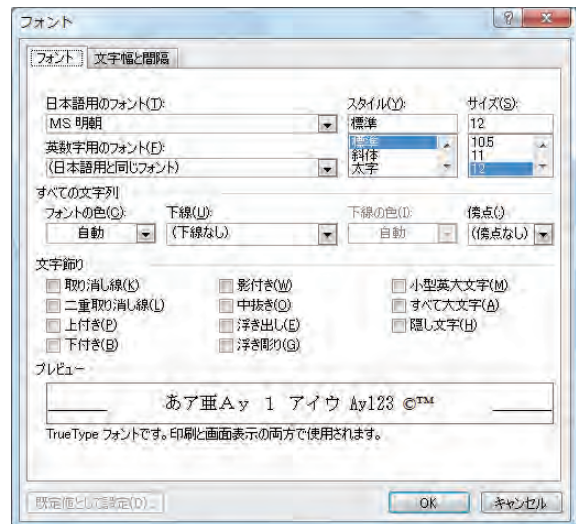 フォント
フォント 文字幅と間隔
日本語用のフォント(T): スタイル(Y): サイズ(S):
MS 明朝 標準 12
英数字用のフォント(F): 標準 10.5
(日本語用と同じフォント) 斜体 11
太字 12
すべての文字列
フォントの色(C): 下線(U): 下線の色(I): 傍点(:)
自動 (下線なし) 自動 (傍点なし)
文字飾り
取り消し線(K) 影付き(W) 小型英大文字(M)
二重取り消し線(L) 中抜き(O) すべて大文字(A)
上付き(P) 浮き出し(E) 隠し文字(H)
下付き(B) 浮き彫り(G)
プレビュー
あア亜Ａｙ １ アイウ Ay123 ©™
TrueType フォントです。印刷と画面表示の両方で使用されます。
既定値として設定(D)... OK キャンセル